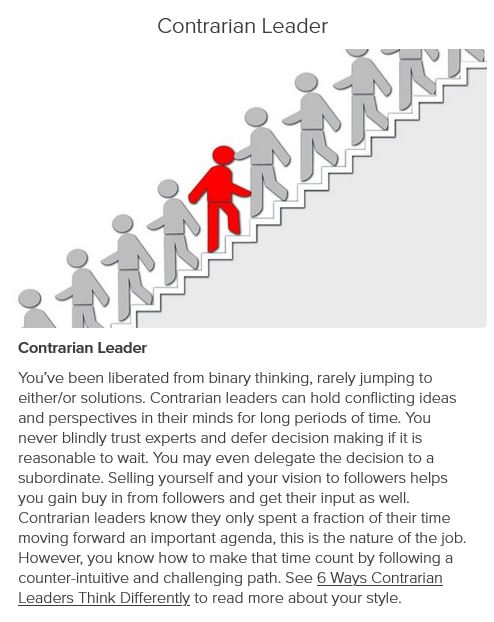 Contrarian Leader
Contrarian Leader
You've been liberated from binary thinking, rarely jumping to
either/or solutions. Contrarian leaders can hold conflicting ideas
and perspectives in their minds for long periods of time. You
never blindly trust experts and defer decision making if it is
reasonable to wait. You may even delegate the decision to a
subordinate. Selling yourself and your vision to followers helps
you gain buy in from followers and get their input as well.
Contrarian leaders know they only spent a fraction of their time
moving forward an important agenda, this is the nature of the job.
However, you know how to make that time count by following a
counter-intuitive and challenging path. See 6 Ways Contrarian
Leaders Think Differently to read more about your style.